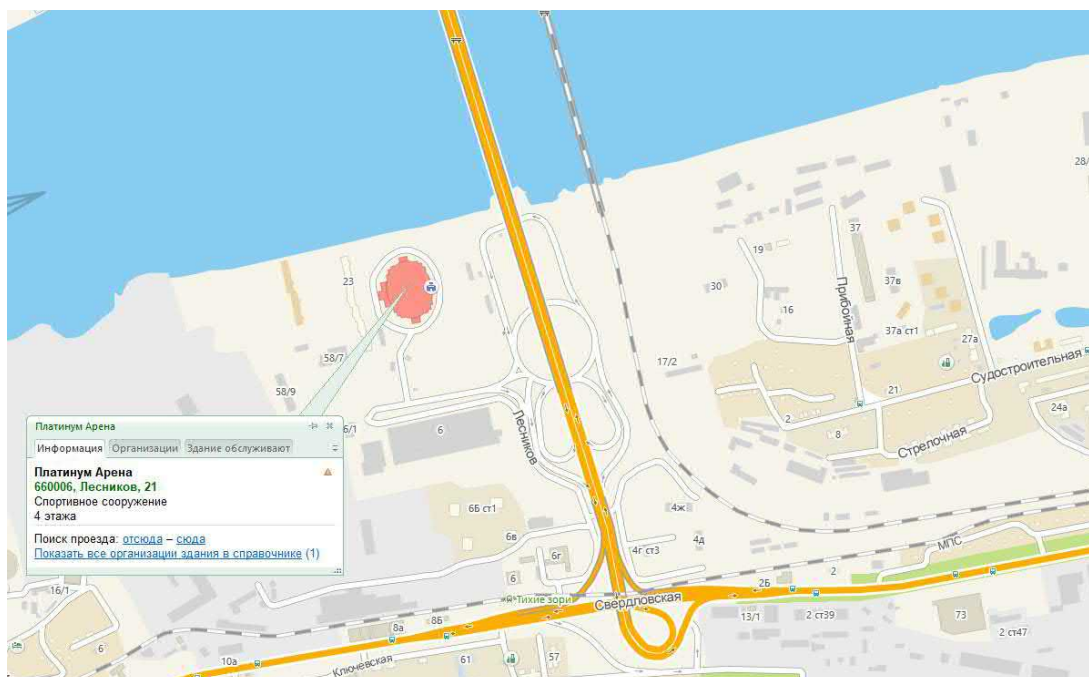 28/
37
19
23
37в
Прибойная
30
16
37а ст1
27а
58/7
17/2
Судостроительная
58/9
21
24а
2
Лесников
6/1
6
8
Стрелочная
Платинум Арена
Информация Организации Здание обслуживают
Платинум Арена
660006, Лесников, 21
Спортивное сооружение
4 этажа
Поиск проезда: отсюда – сюда
Показать все организации здания в справочнике (1)
6Б ст1
4ж
6в
4д
6г
4г ст3
МПС
16/1
6
2Б
2
Тихие зори
Свердловская
13/1
2 ст39
73
2 ст47
8Б
8а
6
10а
Ключевская
61
57